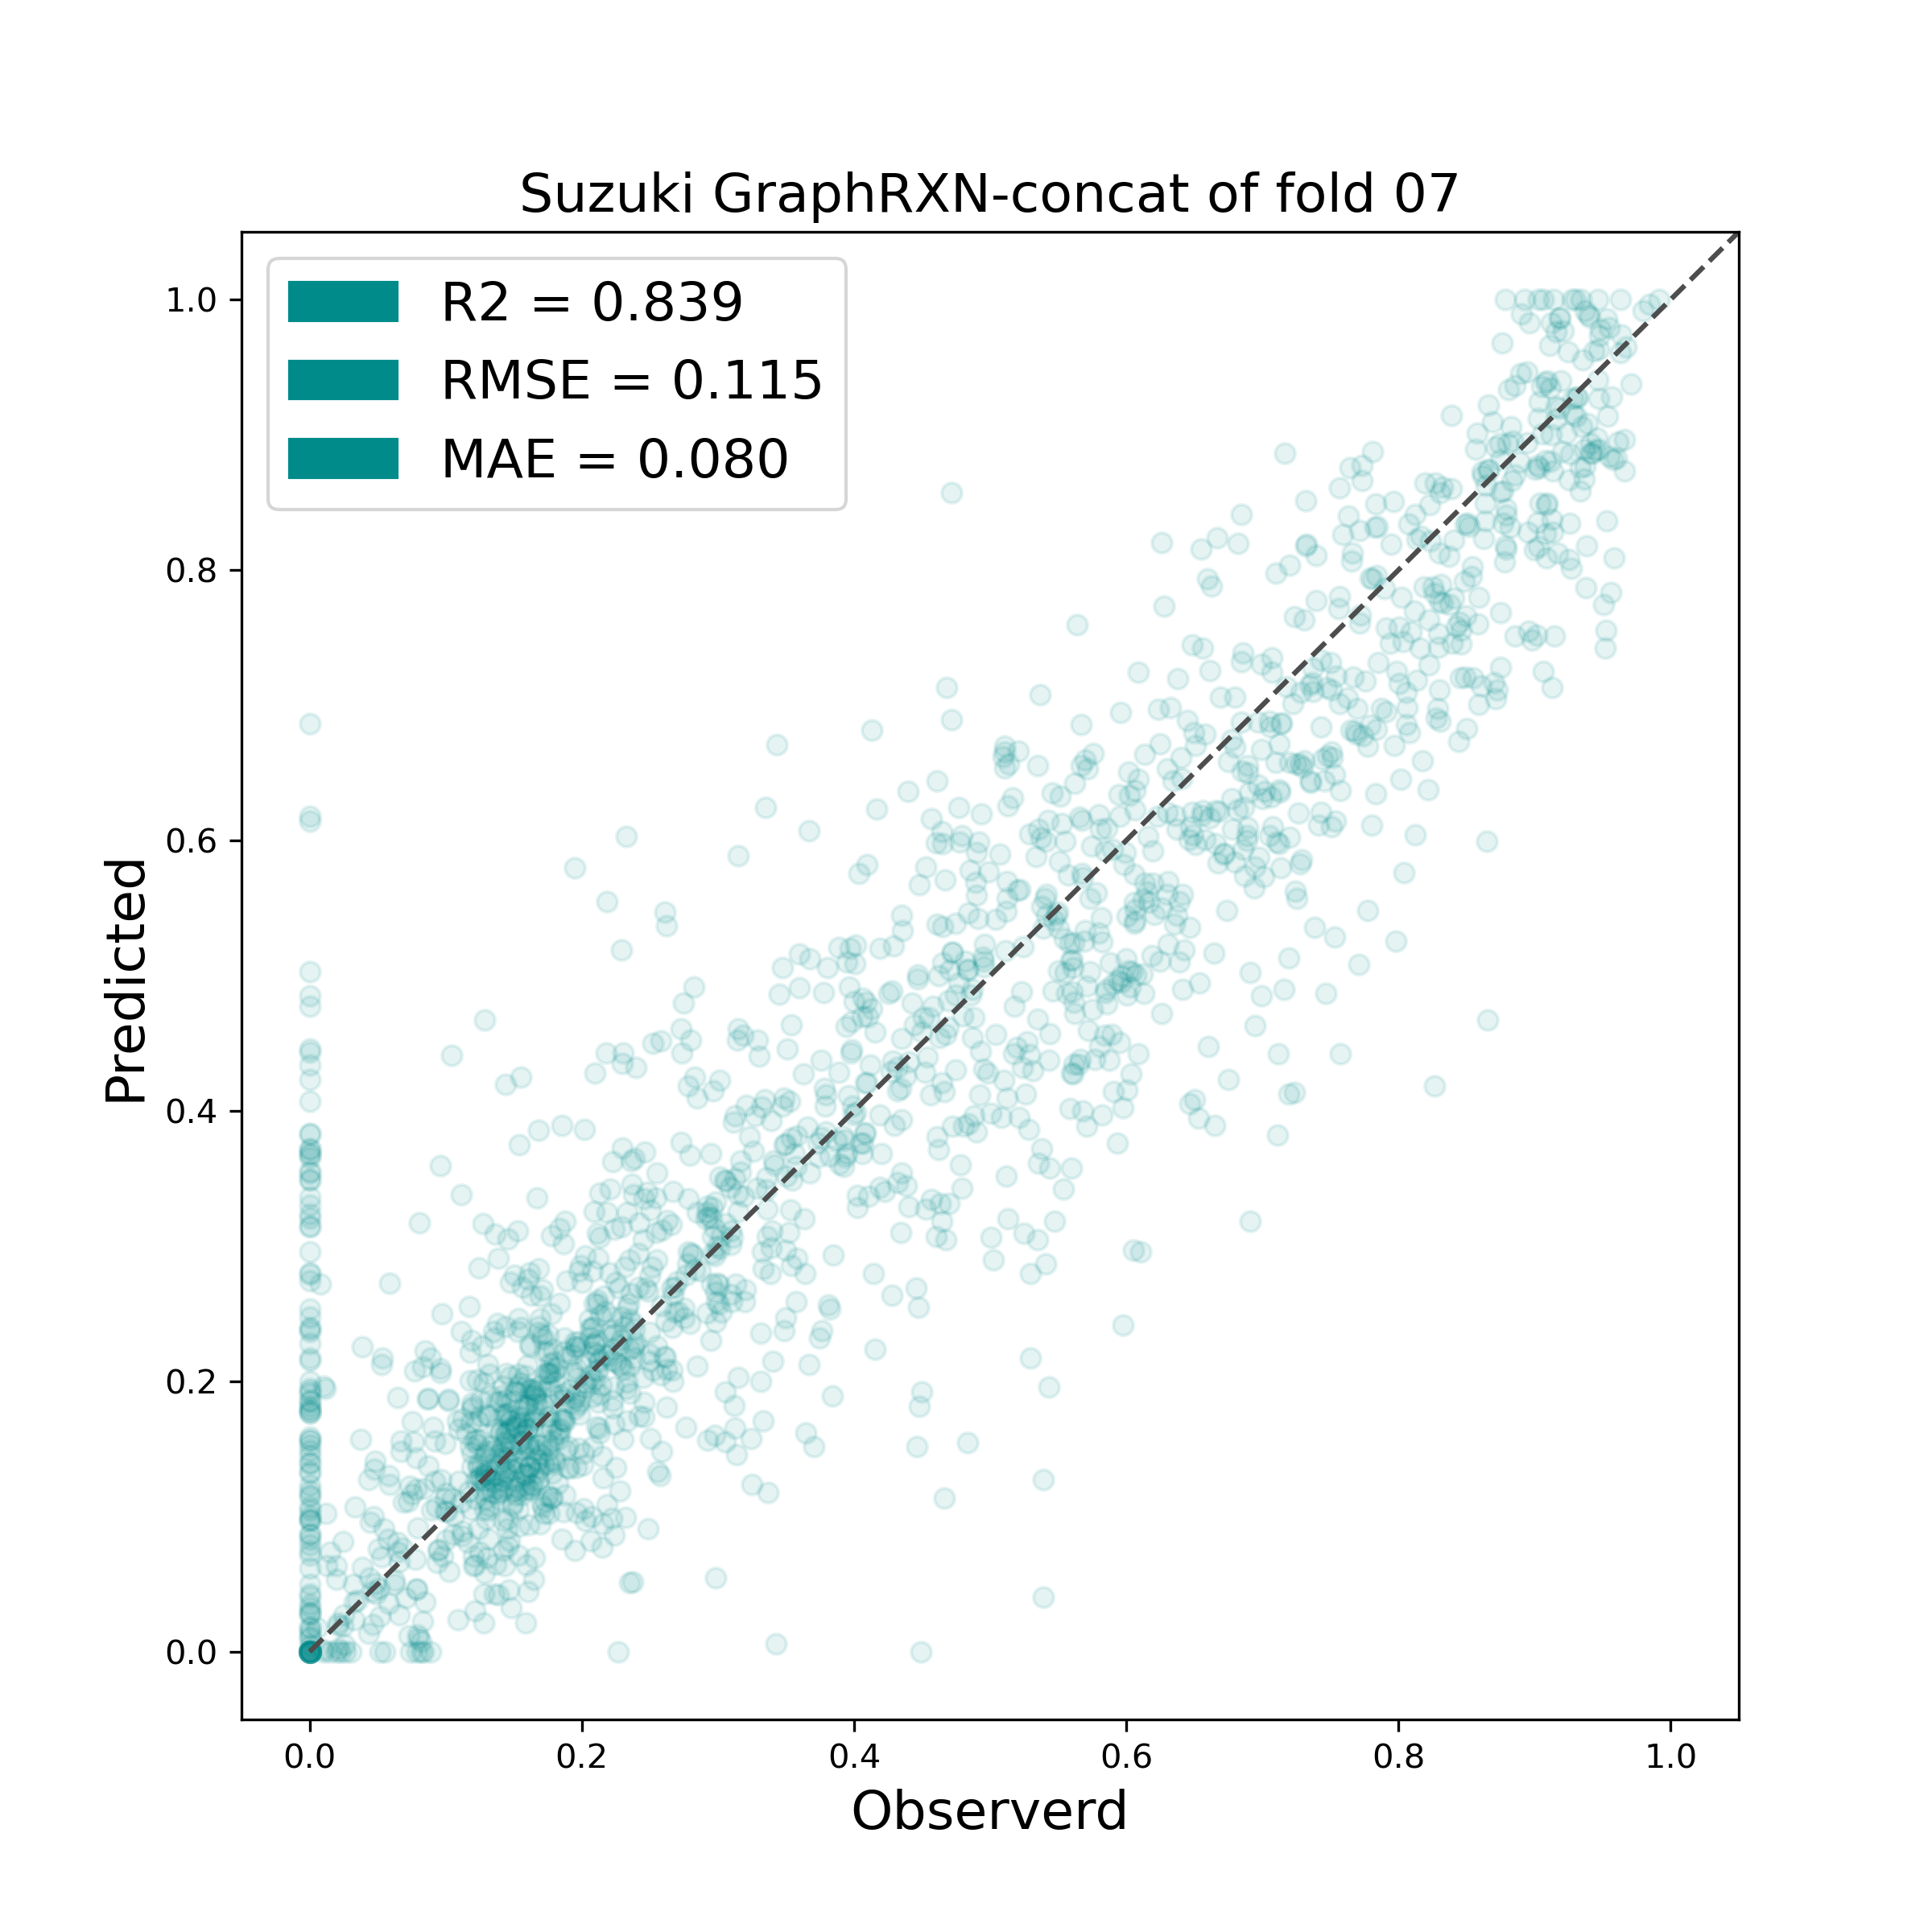 Suzuki GraphRXN-concat of fold 07
R2 = 0.839
RMSE = 0.115
MAE = 0.080
Predicted
1.0
0.8
0.6
0.4
0.2
0.0
0.0 0.2 0.4 0.6 0.8 1.0
Observerd